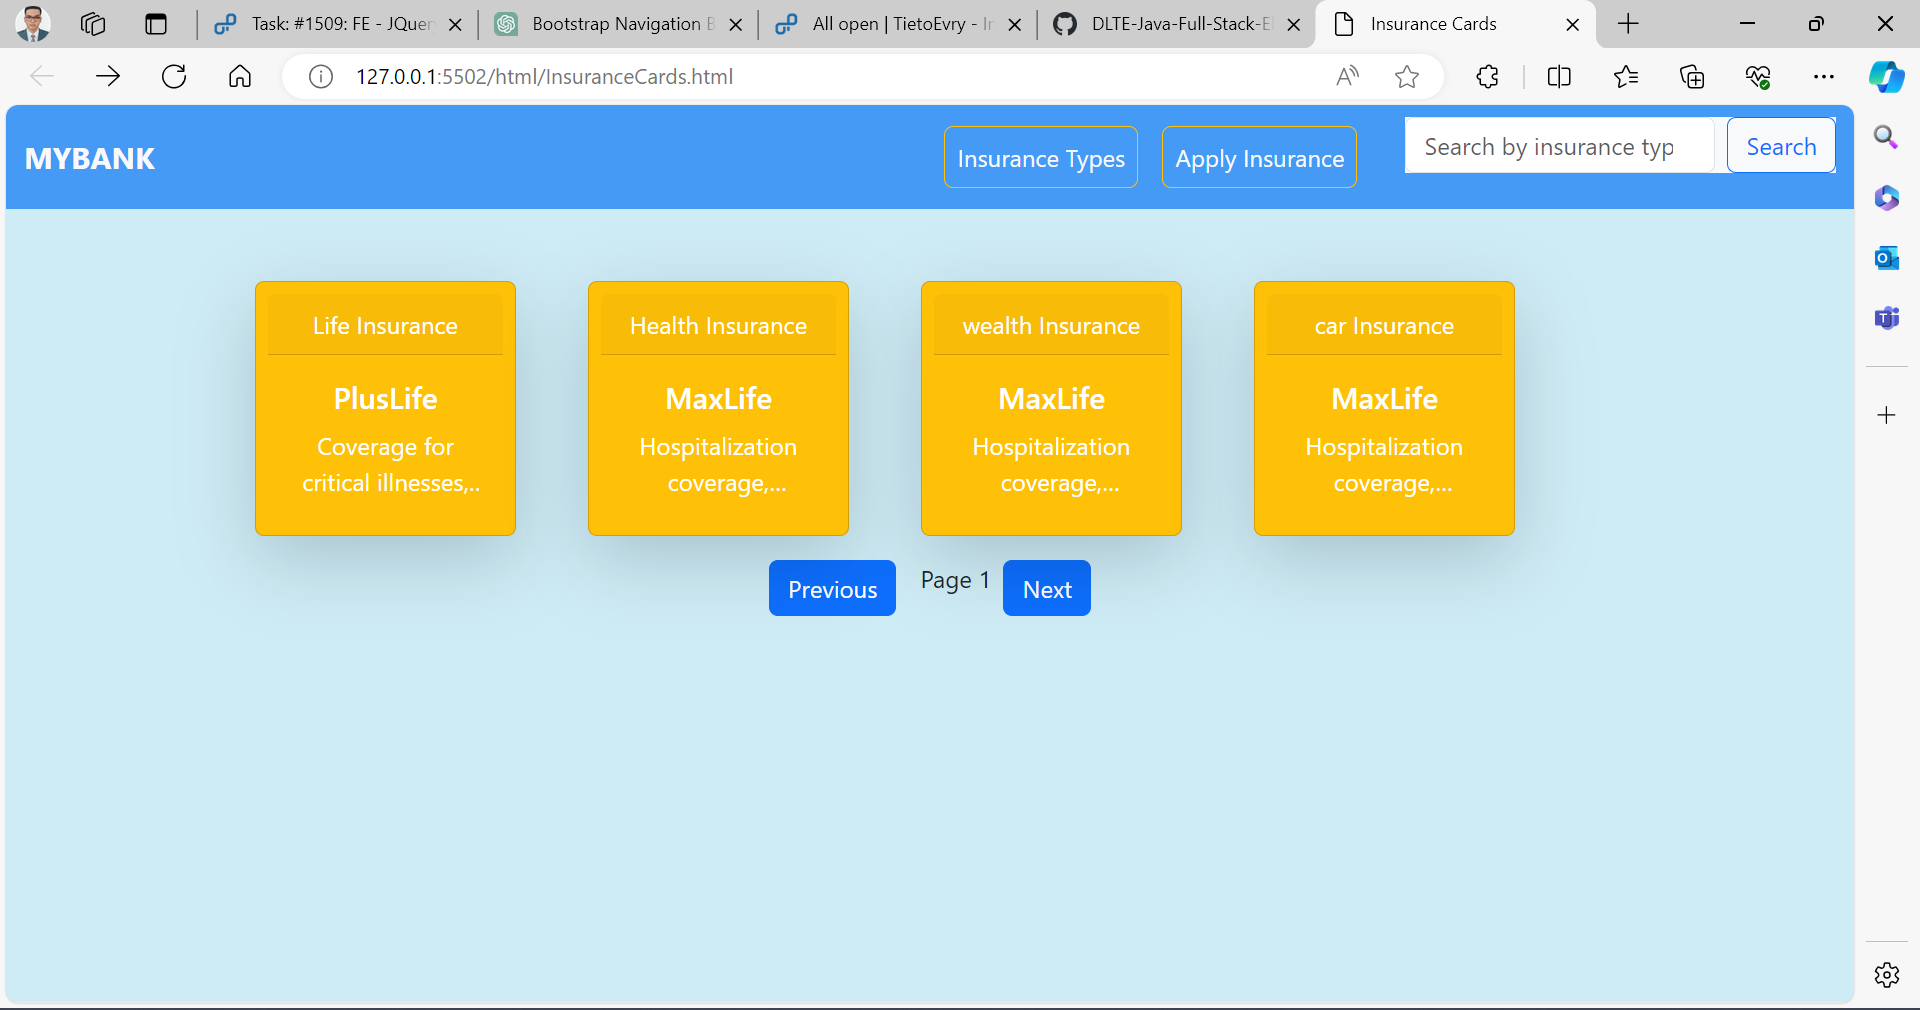 Task: #1509: FE - JQuer
Bootstrap Navigation B
All open | TietoEvry - In
DLTE-Java-Full-Stack-El
Insurance Cards
127.0.0.1:5502/html/InsuranceCards.html
MYBANK
Insurance Types
Apply Insurance
Search by insurance typ
Search
Life Insurance
PlusLife
Coverage for
critical illnesses,..
Health Insurance
MaxLife
Hospitalization
coverage,...
wealth Insurance
MaxLife
Hospitalization
coverage,...
car Insurance
MaxLife
Hospitalization
coverage,...
Previous
Page 1
Next